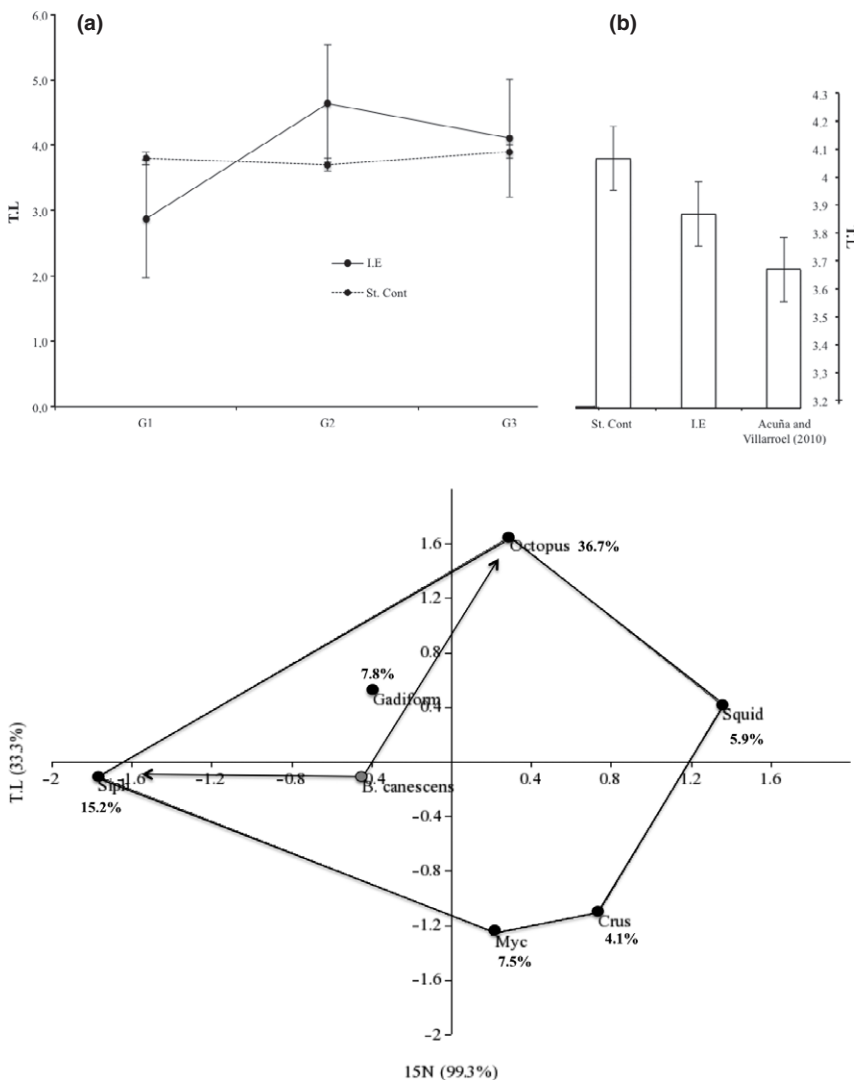 (a)
6.0
5.0
4.0
3.0
2.0
1.0
0.0
T.L
I.E
St. Cont
G1
G2
G3
(b)
4.3
4.2
4.1
4
3.9
3.8
3.7
3.6
3.5
3.4
3.3
3.2
T.L
St. Cont
I.E
Acuña and
Villarroel (2010)
1.6
1.2
0.8
0.4
-0.4
-0.8
-1.2
-1.6
-2
Octopus 36.7%
7.8%
Gadiform
Squid
5.9%
-2
-1.6
-1.2
-0.8
-0.4
0.4
0.8
1.2
1.6
Siph
15.2%
B. canescens
Crus
4.1%
Myc
7.5%
T.L (33.3%)
15N (99.3%)